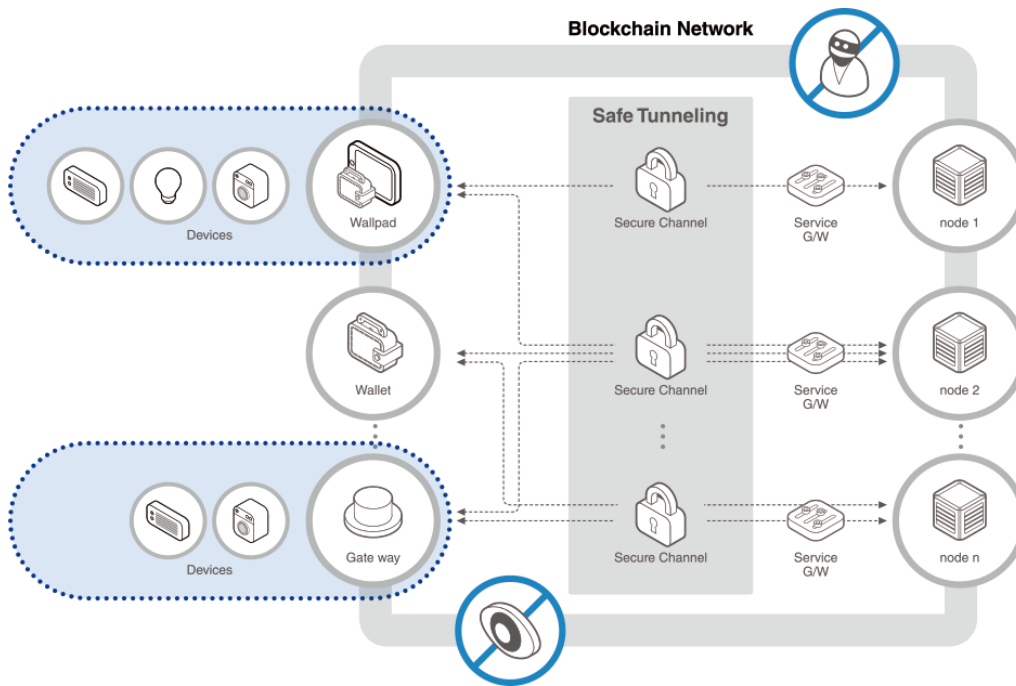 Blockchain Network
Safe Tunneling
Devices
Wallpad
Secure Channel
Service
G/W
node 1
Wallet
Secure Channel
Service
G/W
node 2
Devices
Gate way
Secure Channel
Service
G/W
node n